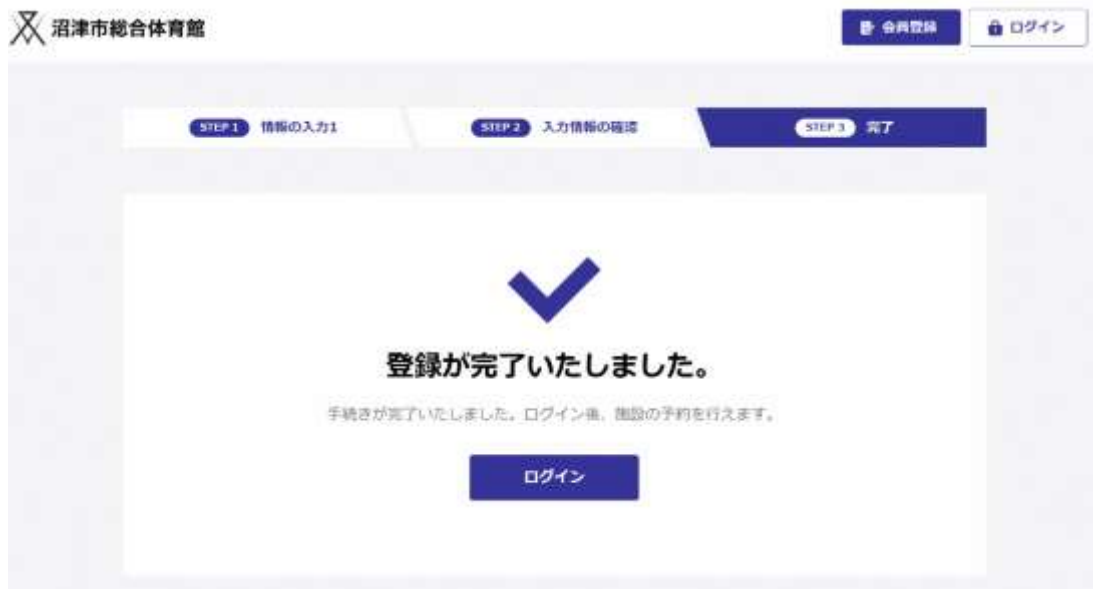 沼津市総合体育館
会員登録
ログイン
STEP 1 情報の入力1
STEP 2 入力情報の確認
STEP 3 完了
登録が完了いたしました。
手続きが完了いたしました。ログイン後、施設の予約を行えます。
ログイン